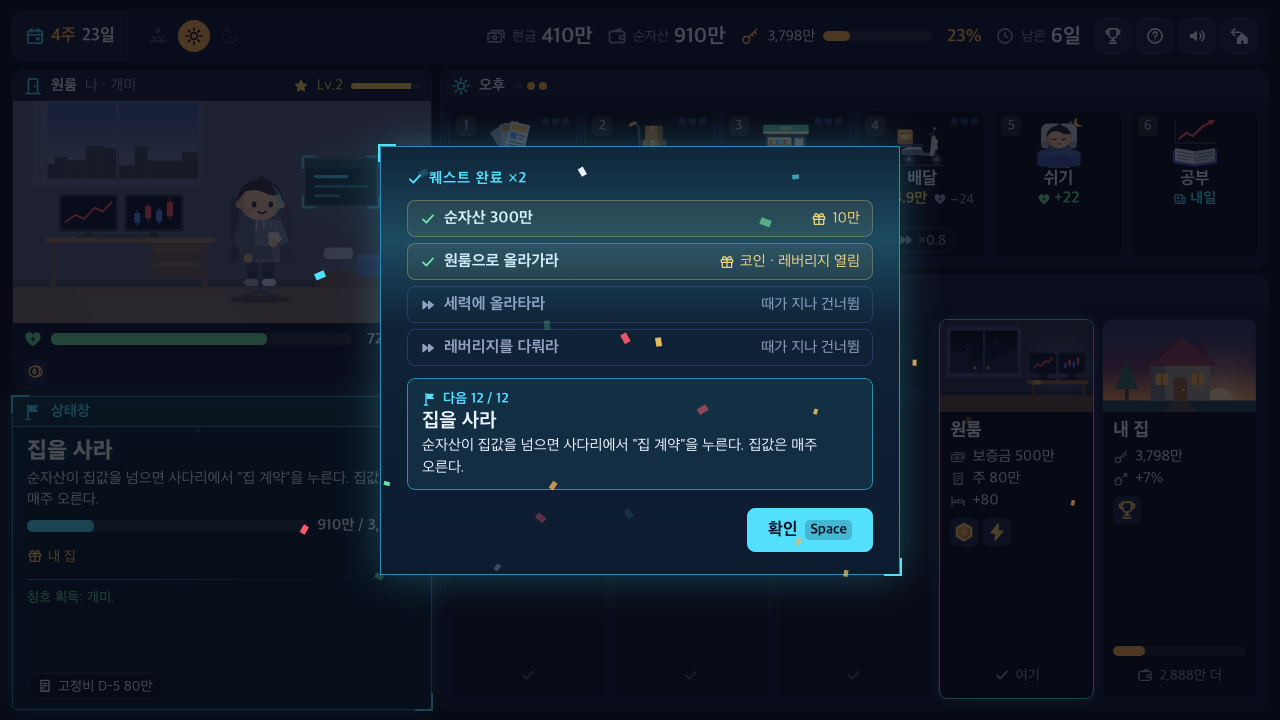 4주 23일
현금 410만
순자산 910만
3,798만
23%
남은 6일
원룸 나 · 개미
Lv.2
오후
1
2
3
4
배달
−24
×0.8
5
쉬기
+22
6
공부
내일
퀘스트 완료 ×2
순자산 300만
10만
원룸으로 올라가라
코인 · 레버리지 열림
세력에 올라타라
때가 지나 건너뜀
레버리지를 다뤄라
때가 지나 건너뜀
다음 12 / 12
집을 사라
순자산이 집값을 넘으면 사다리에서 "집 계약"을 누른다. 집값은 매주
오른다.
확인 Space
상태창
집을 사라
순자산이 집값을 넘으면 사다리에서 "집 계약"을 누른다. 집값
매주 오른다.
910만 / 3,
내 집
칭호 획득: 개미.
고정비 D-5 80만
원룸
보증금 500만
주 80만
+80
여기
내 집
3,798만
+7%
2,888만 더